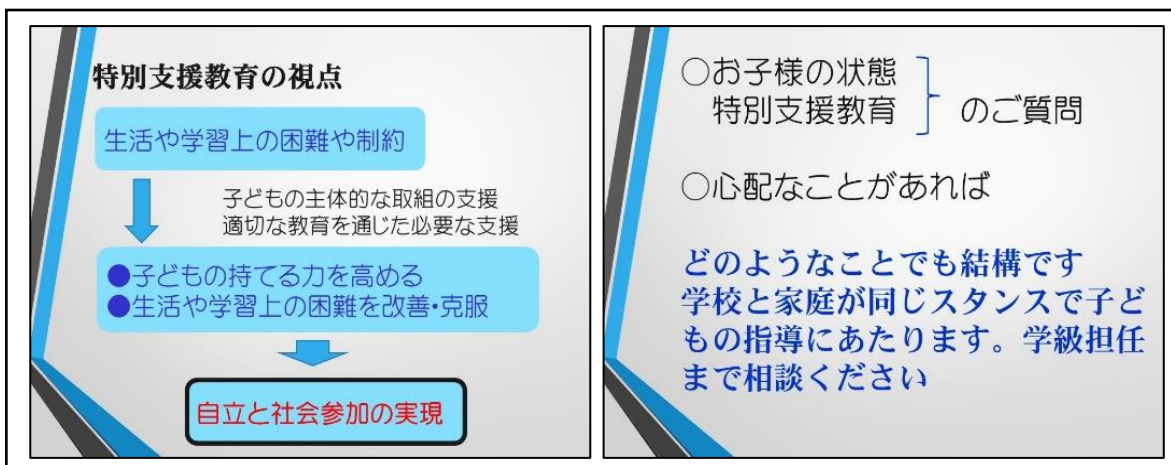 特別支援教育の視点
生活や学習上の困難や制約
子どもの主体的な取組の支援
適切な教育を通じた必要な支援
●子どもの持てる力を高める
●生活や学習上の困難を改善・克服
自立と社会参加の実現
○お子様の状態
特別支援教育
のご質問
○心配なことがあれば
どのようなことでも結構です
学校と家庭が同じスタンスで子ど
もの指導にあたります。学級担任
まで相談ください